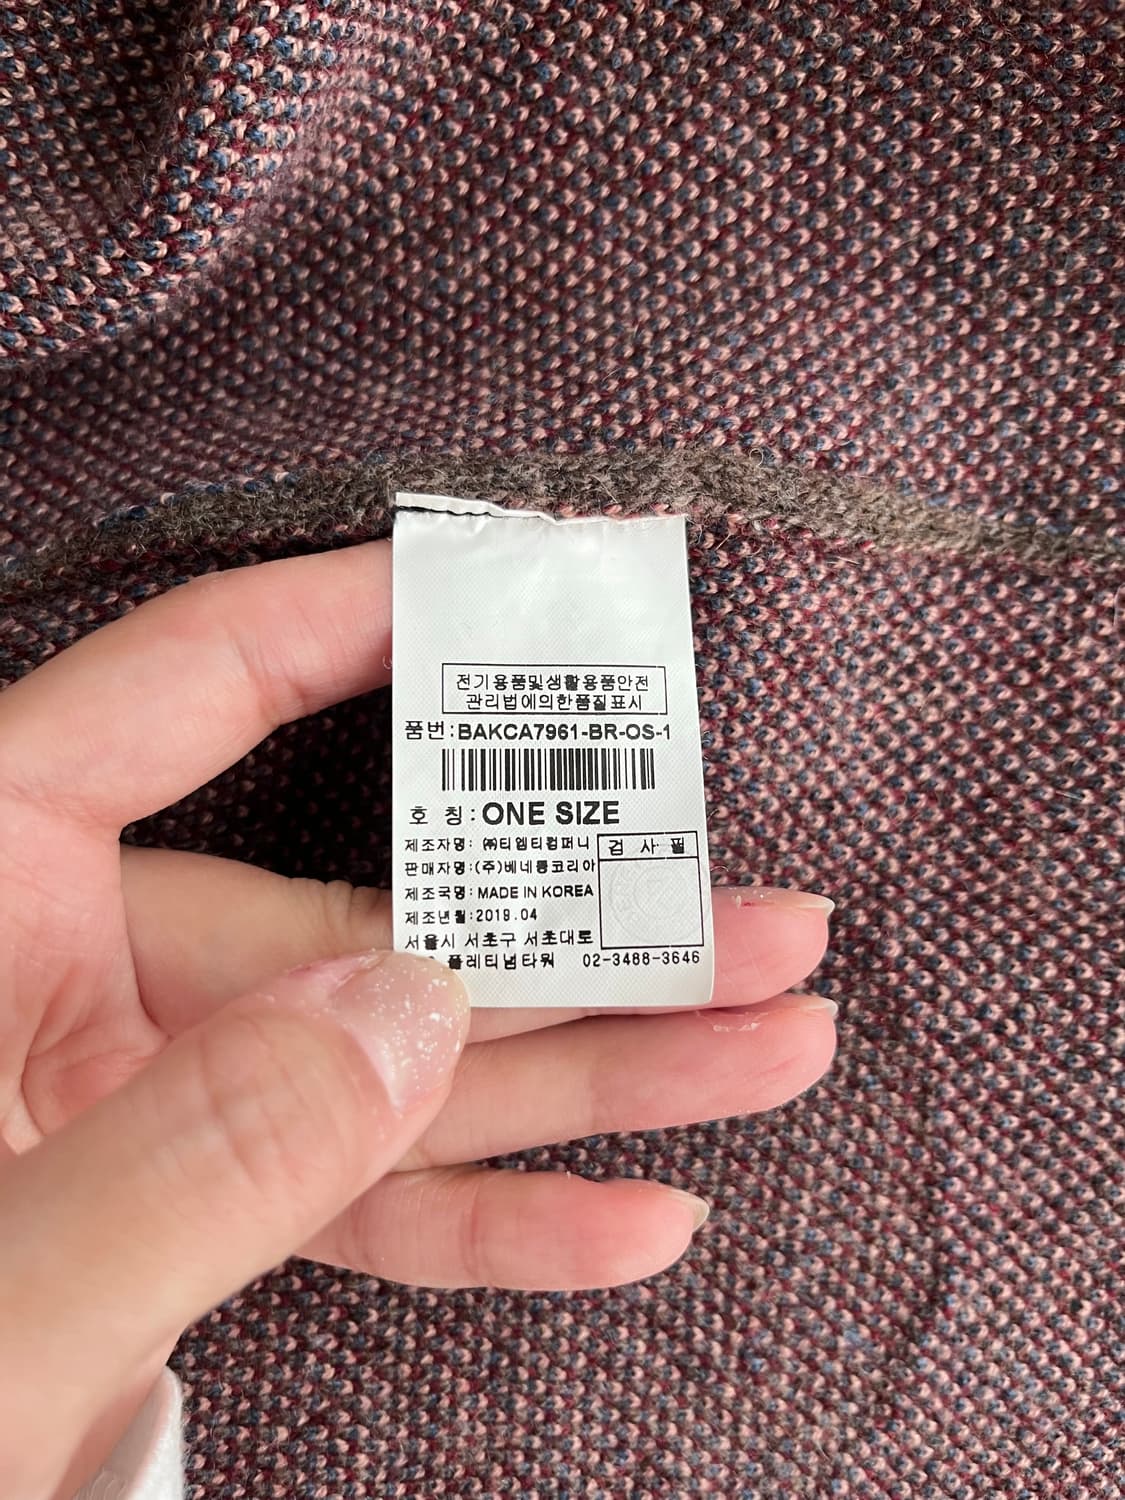 전기용품및생활용품안전
관리법에의한품질표시
품번:BAKCA7961-BR-OS-1
호 칭:ONE SIZE
제조자명: ㈜티엠티컴퍼니
검 사 필
판매자명:(주)베네통코리아
제조국명: MADE IN KOREA
제조년월:2019.04
서울시 서초구 서초대로
플레티넘타워 02-3488-3646